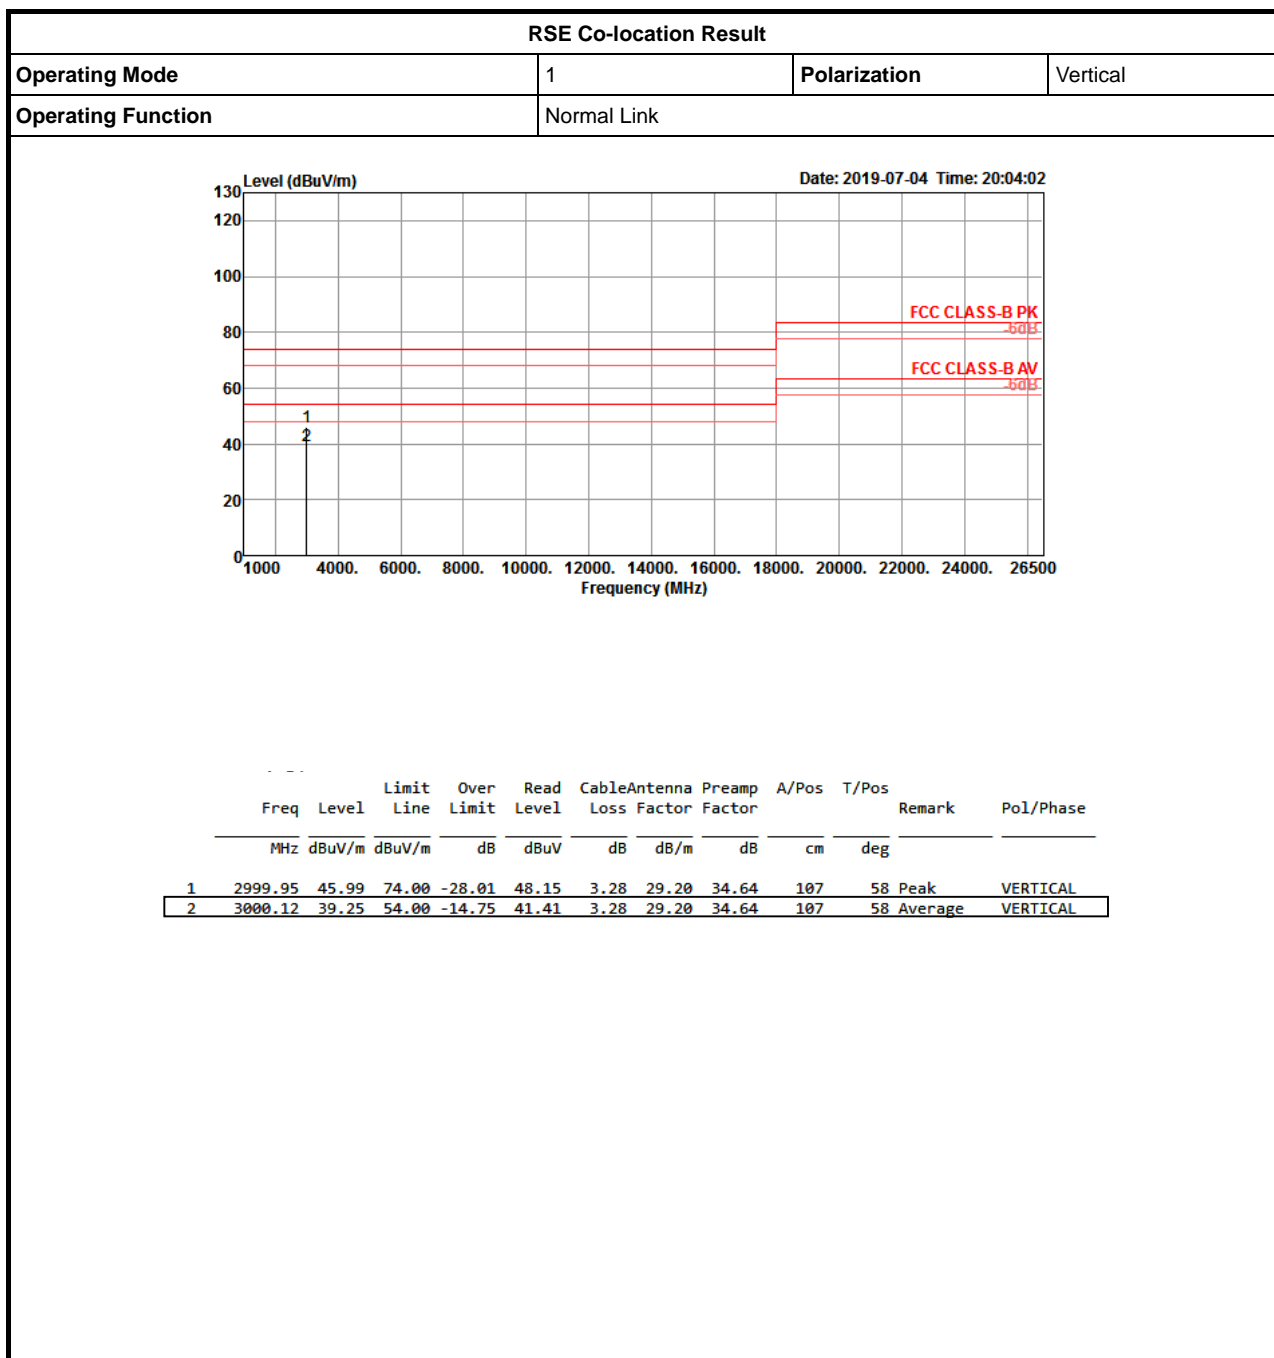 RSE Co-location Result
Operating Mode 1 Polarization Vertical
Operating Function Normal Link
Level (dBuV/m) Date: 2019-07-04 Time: 20:04:02
130
120
100
80
60
40
20
0
FCC CLASS-B PK
-6dB
FCC CLASS-B AV
-6dB
1
2
1000 4000. 6000. 8000. 10000. 12000. 14000. 16000. 18000. 20000. 22000. 24000. 26500
Frequency (MHz)
Limit Over Read CableAntenna Preamp A/Pos T/Pos
Freq Level Line Limit Level Loss Factor Factor Remark Pol/Phase
MHz dBuV/m dBuV/m dB dBuV dB dB/m dB cm deg
1 2999.95 45.99 74.00 -28.01 48.15 3.28 29.20 34.64 107 58 Peak VERTICAL
2 3000.12 39.25 54.00 -14.75 41.41 3.28 29.20 34.64 107 58 Average VERTICAL